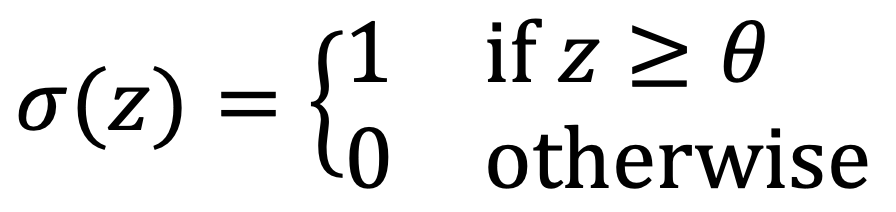 σ(z) = {1 if z ≥ θ
0 otherwise